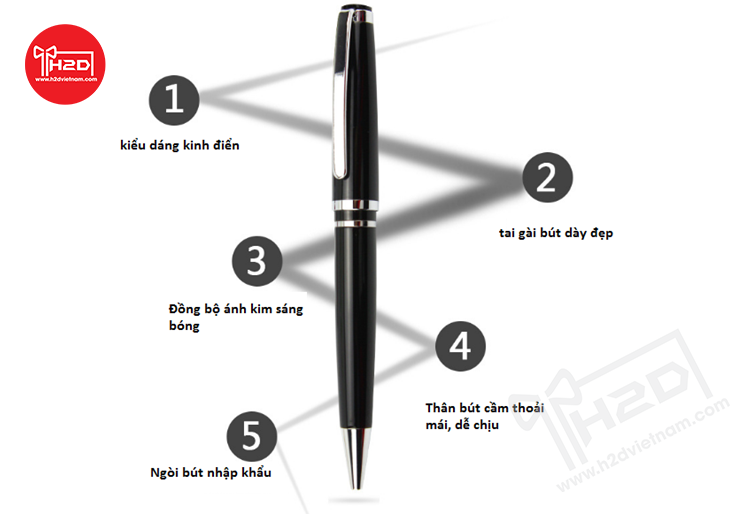 H2D
www.h2dvietnam.com
1
kiểu dáng kinh điển
2
tai gài bút dày đẹp
3
Đồng bộ ánh kim sáng
bóng
4
Thân bút cầm thoải
mái, dễ chịu
5
Ngòi bút nhập khẩu
H2D
www.h2dvietnam.com